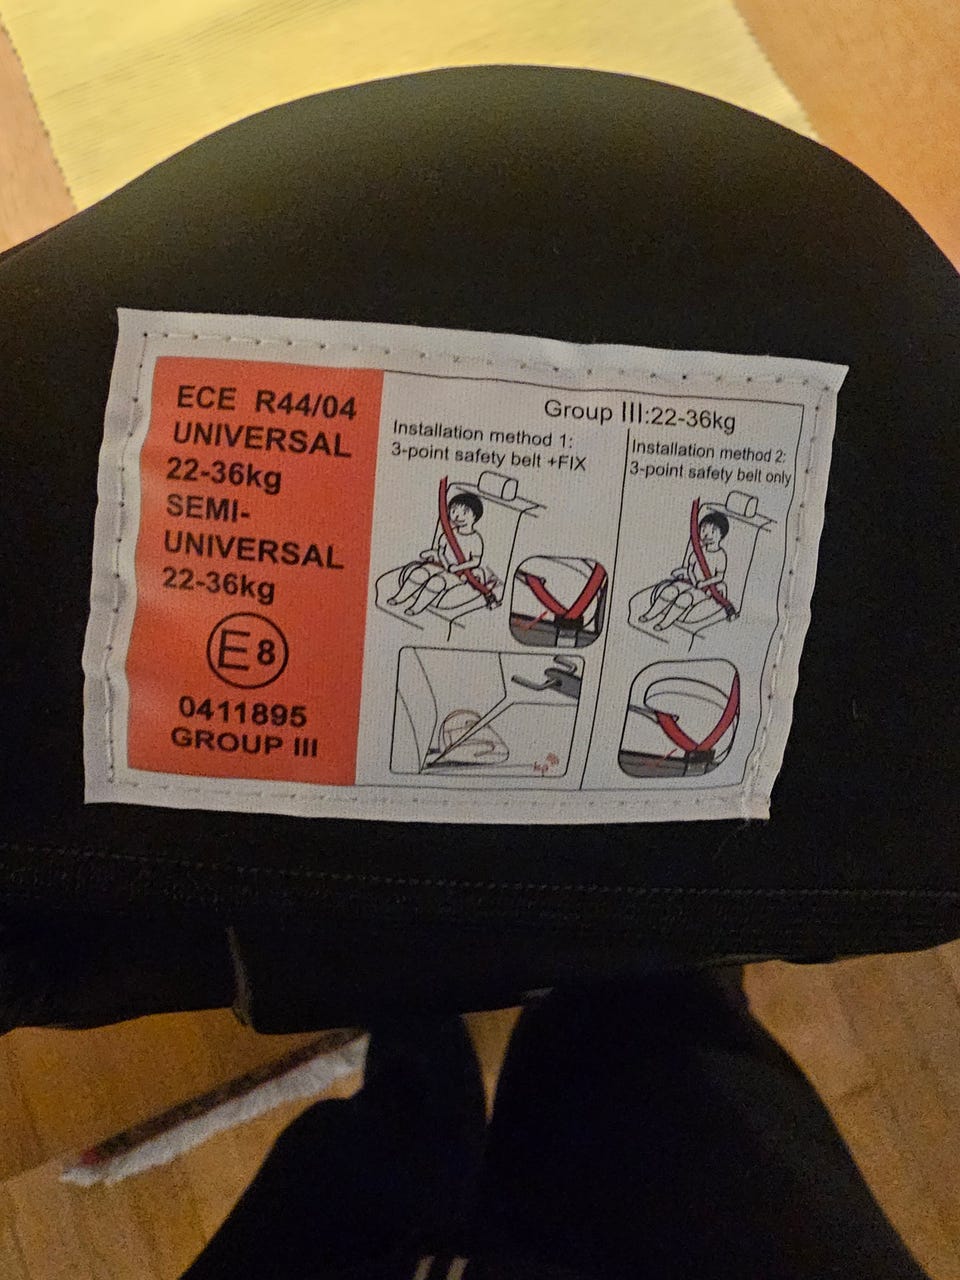 ECE R44/04
UNIVERSAL
22-36kg
SEMI-
UNIVERSAL
22-36kg
E8
0411895
GROUP III
Group III:22-36kg
Installation method 1:
3-point safety belt +FIX
Installation method 2:
3-point safety belt only